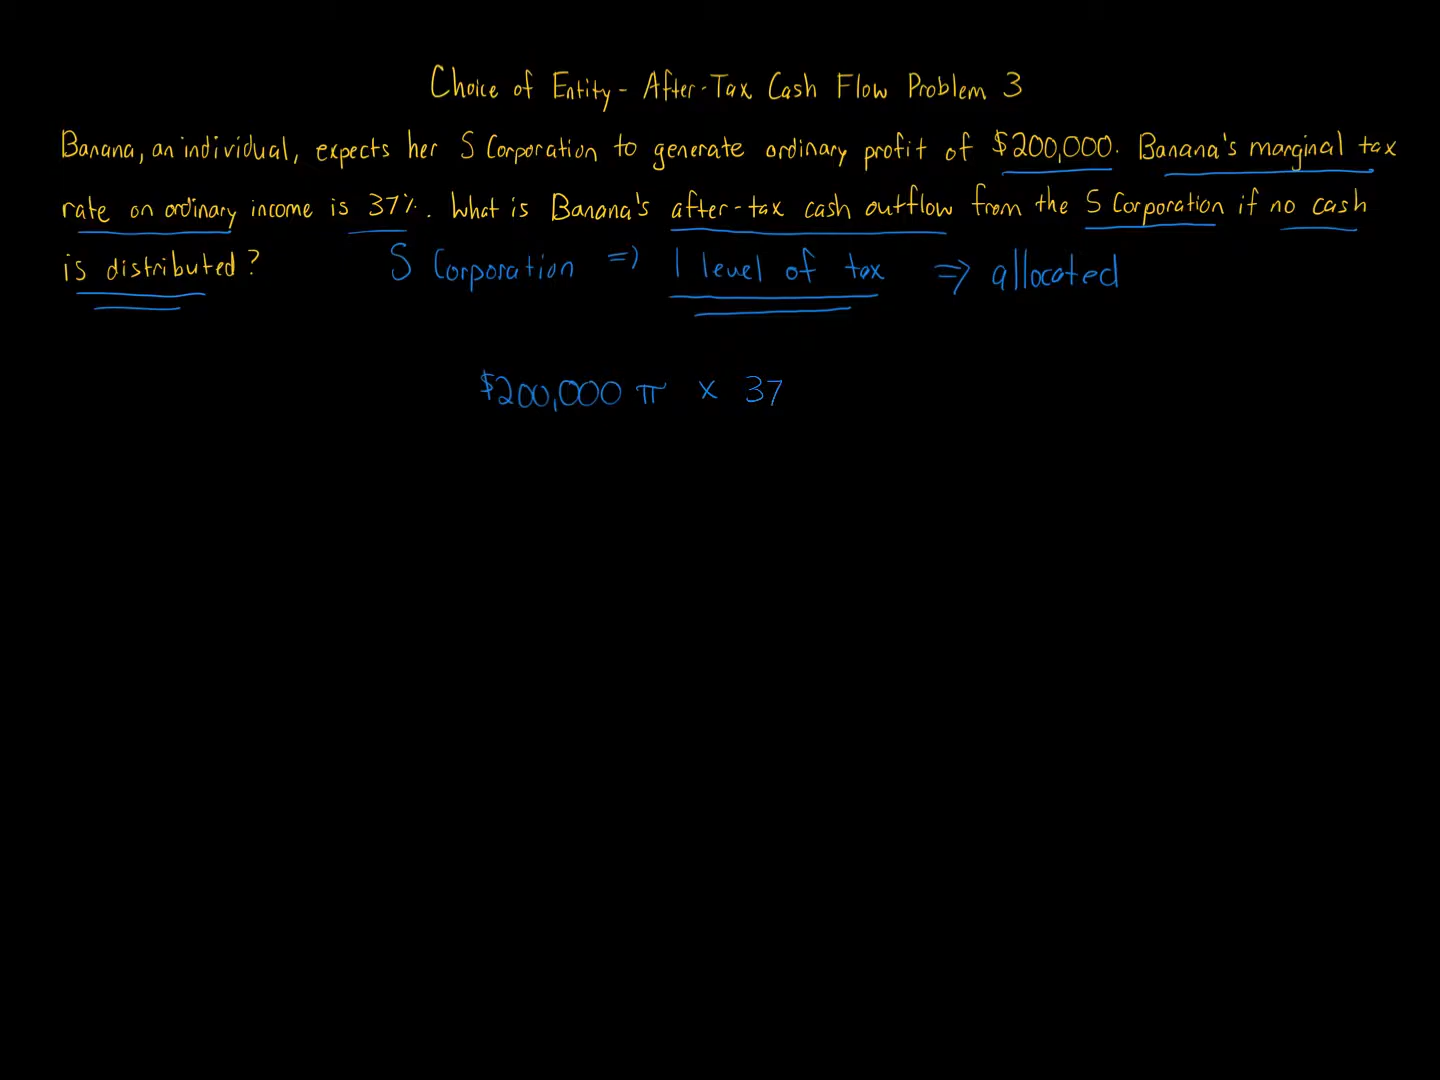 Choice of Entity - After-Tax Cash Flow Problem 3
Banana, an individual, expects her S Corporation to generate ordinary profit of $200,000. Banana's marginal tax
rate on ordinary income is 37%. What is Banana's after-tax cash outflow from the S Corporation if no cash
is distributed? S Corporation => 1 level of tax => allocated
$200,000 π x 37